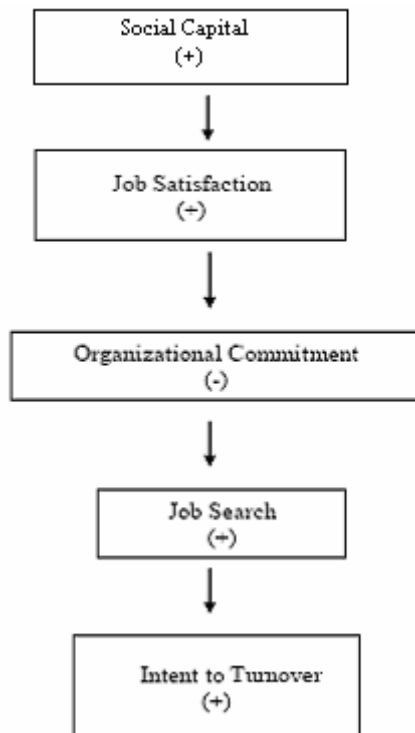 Social Capital
(+)
Job Satisfaction
(+)
Organizational Commitment
(-)
Job Search
(+)
Intent to Turnover
(+)